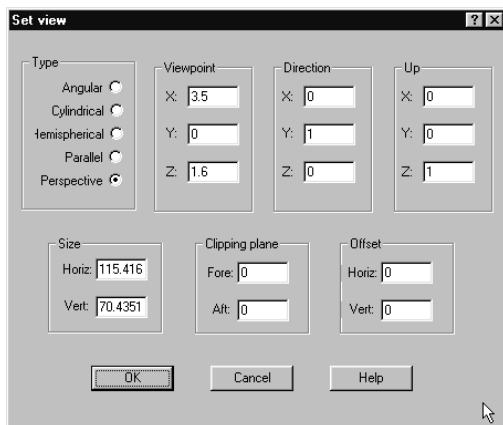 Set view
Type
Angular
Cylindrical
Hemispherical
Parallel
Perspective
Viewpoint
X: 3.5
Y: 0
Z: 1.6
Direction
X: 0
Y: 1
Z: 0
Up
X: 0
Y: 0
Z: 1
Size
Horiz: 115.416
Vert: 70.4351
Clipping plane
Fore: 0
Aft: 0
Offset
Horiz: 0
Vert: 0
OK
Cancel
Help